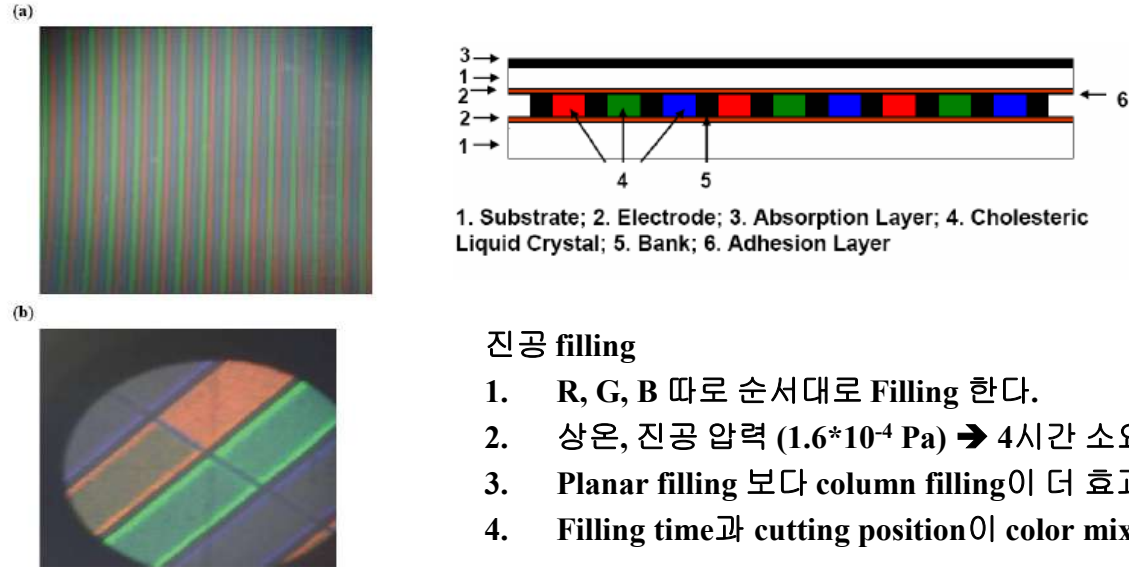 (a)
3
1
2
2
1
6
4
5
1. Substrate; 2. Electrode; 3. Absorption Layer; 4. Cholesteric
Liquid Crystal; 5. Bank; 6. Adhesion Layer
(b)
진공 filling
1. R, G, B 따로 순서대로 Filling 한다.
2. 상온, 진공 압력 (1.6*10⁻⁴ Pa) ➔ 4시간
3. Planar filling 보다 column filling이 더
4. Filling time과 cutting position이 color